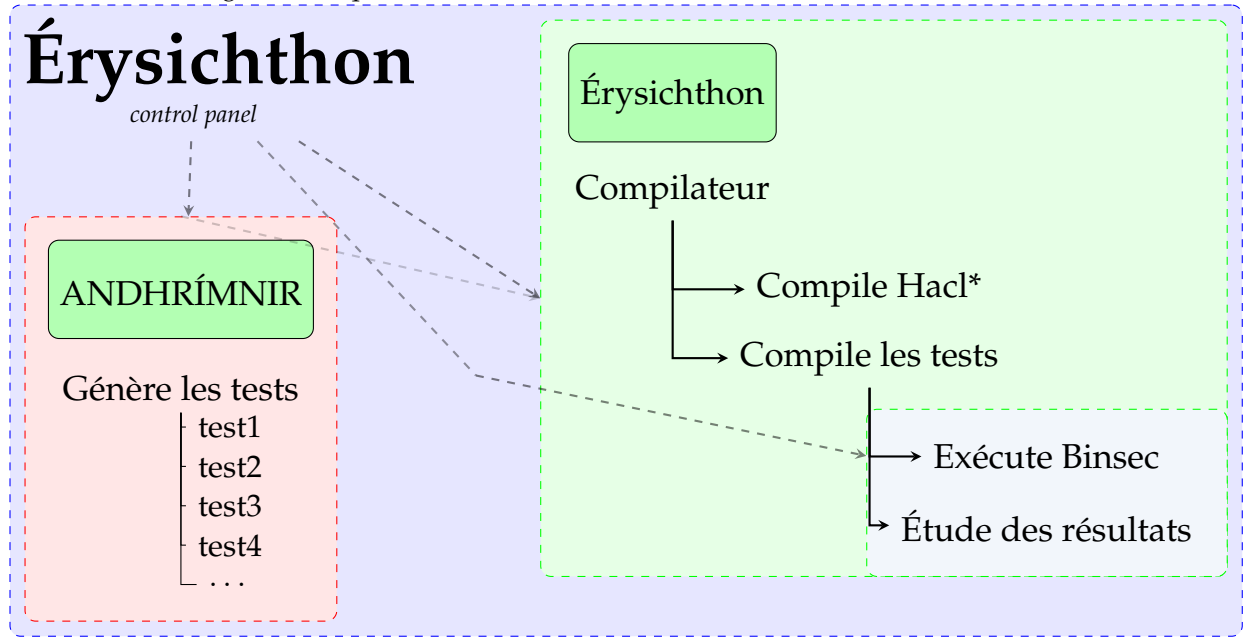 Érysichthon
control panel
ANDHRÍMNIR
Génère les tests
test1
test2
test3
test4
. . .
Érysichthon
Compilateur
Compile Hacl*
Compile les tests
Exécute Binsec
Étude des résultats